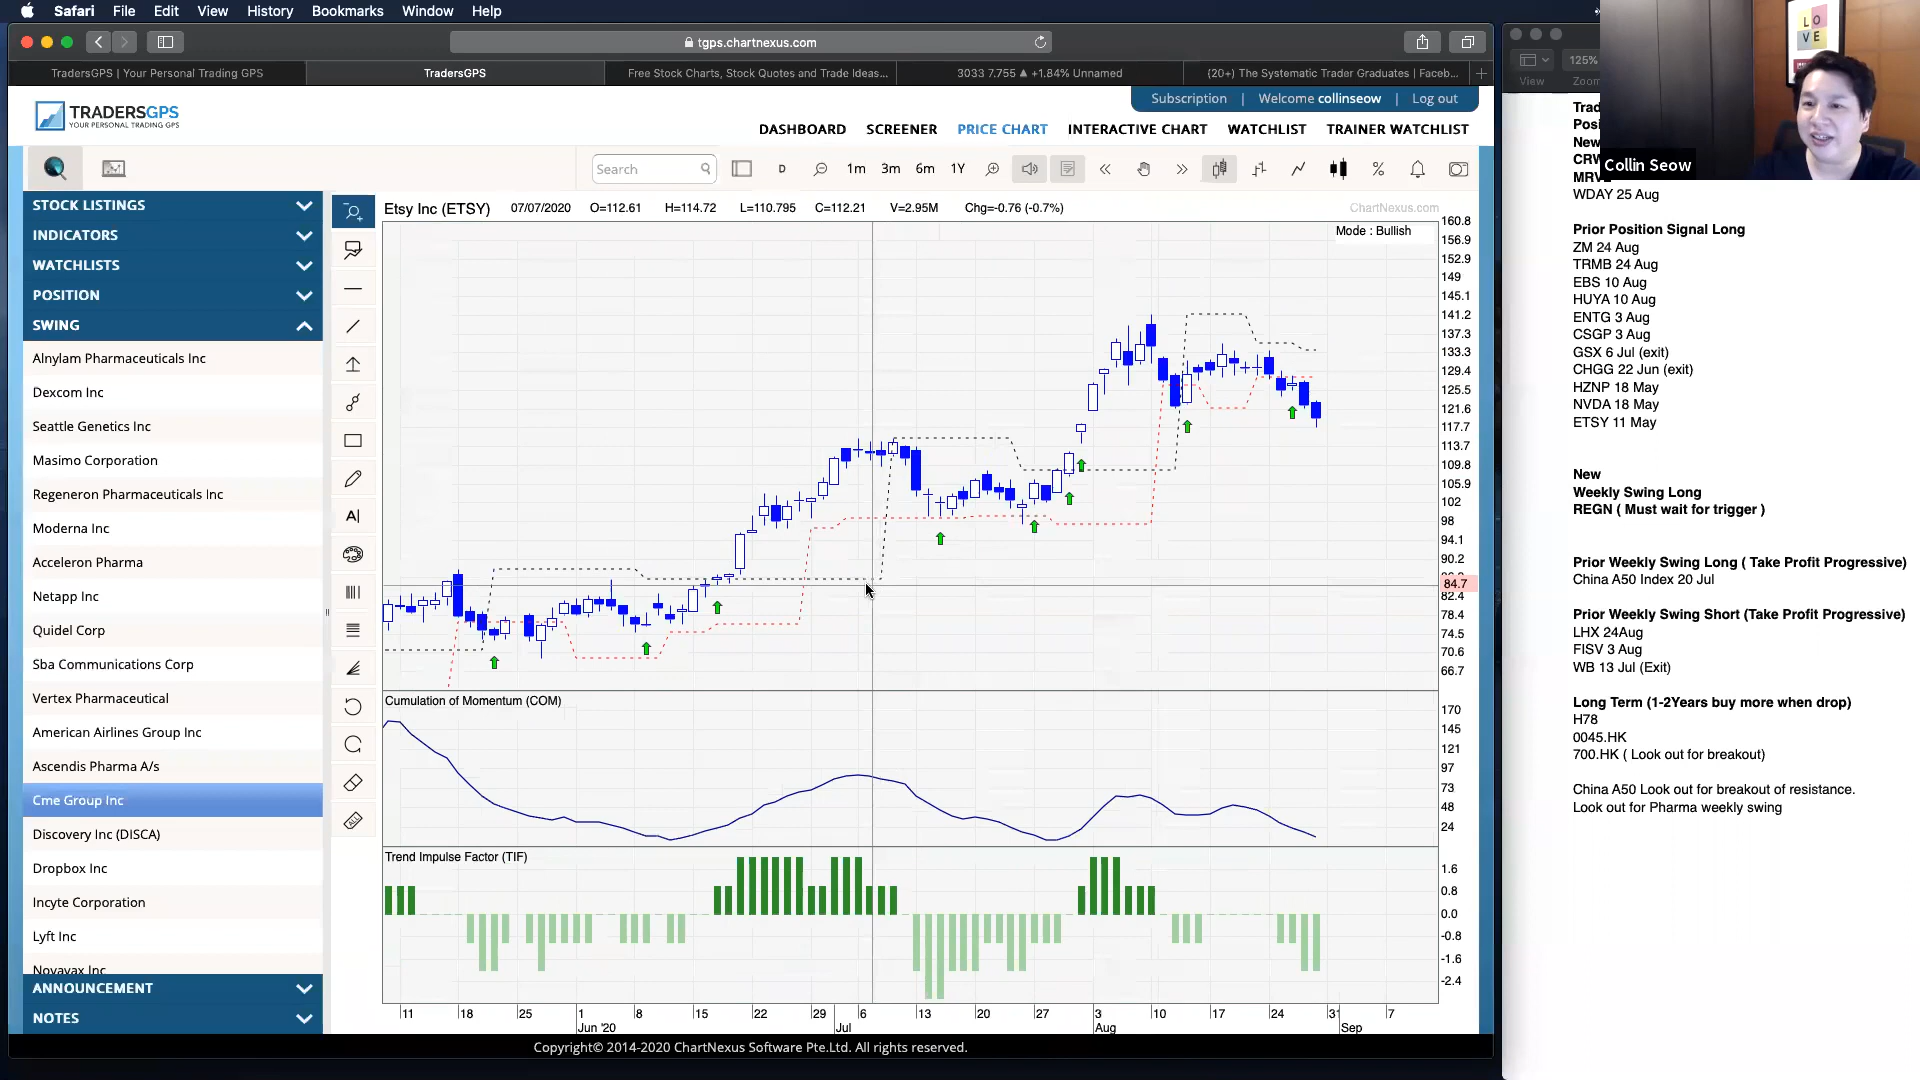 Safari File Edit View History Bookmarks Window Help
tgps.chartnexus.com
TradersGPS | Your Personal Trading GPS
TradersGPS
Free Stock Charts, Stock Quotes and Trade Ideas...
3033 7.755 ▲ +1.84% Unnamed
(20+) The Systematic Trader Graduates | Faceb...
Subscription | Welcome collinseow | Log out
TRADERSGPS
YOUR PERSONAL TRADING GPS
DASHBOARD SCREENER PRICE CHART INTERACTIVE CHART WATCHLIST TRAINER WATCHLIST
Search
D 1m 3m 6m 1Y
STOCK LISTINGS
INDICATORS
WATCHLISTS
POSITION
SWING
Alnylam Pharmaceuticals Inc
Dexcom Inc
Seattle Genetics Inc
Masimo Corporation
Regeneron Pharmaceuticals Inc
Moderna Inc
Acceleron Pharma
Netapp Inc
Quidel Corp
Sba Communications Corp
Vertex Pharmaceutical
American Airlines Group Inc
Ascendis Pharma A/s
Cme Group Inc
Discovery Inc (DISCA)
Dropbox Inc
Incyte Corporation
Lyft Inc
Novavax Inc
ANNOUNCEMENT
NOTES
A|
Etsy Inc (ETSY) 07/07/2020 O=112.61 H=114.72 L=110.795 C=112.21 V=2.95M Chg=-0.76 (-0.7%)
ChartNexus.com
Mode : Bullish
160.8
156.9
152.9
149
145.1
141.2
137.3
133.3
129.4
125.5
121.6
117.7
113.7
109.8
105.9
102
98
94.1
90.2
84.7
82.4
78.4
74.5
70.6
66.7
Cumulation of Momentum (COM)
170
145
121
97
73
48
24
Trend Impulse Factor (TIF)
1.6
0.8
0.0
-0.8
-1.6
-2.4
11 18 25 1 8 15 22 29 6 13 20 27 3 10 17 24 31 7
Jun '20 Jul Aug Sep
Copyright© 2014-2020 ChartNexus Software Pte.Ltd. All rights reserved.
125%
View Zoom
LOVE
Collin Seow
Trad
Posi
New
CRW
MRV
WDAY 25 Aug
Prior Position Signal Long
ZM 24 Aug
TRMB 24 Aug
EBS 10 Aug
HUYA 10 Aug
ENTG 3 Aug
CSGP 3 Aug
GSX 6 Jul (exit)
CHGG 22 Jun (exit)
HZNP 18 May
NVDA 18 May
ETSY 11 May
New
Weekly Swing Long
REGN ( Must wait for trigger )
Prior Weekly Swing Long ( Take Profit Progressive)
China A50 Index 20 Jul
Prior Weekly Swing Short (Take Profit Progressive)
LHX 24Aug
FISV 3 Aug
WB 13 Jul (Exit)
Long Term (1-2Years buy more when drop)
H78
0045.HK
700.HK ( Look out for breakout)
China A50 Look out for breakout of resistance.
Look out for Pharma weekly swing